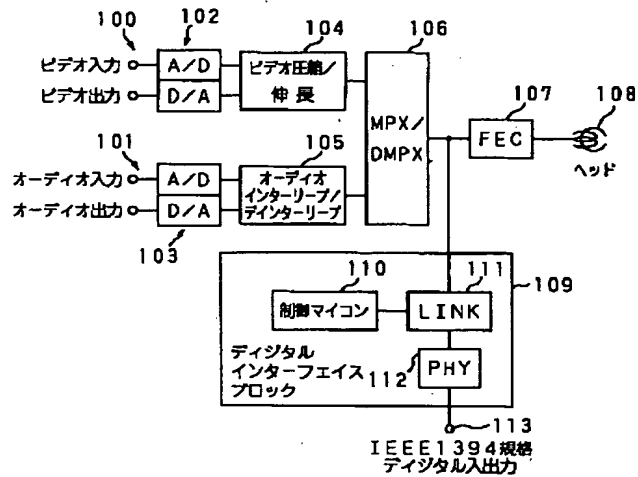 100
102
104
106
ビデオ入力
A/D
ビデオ圧縮/
伸長
ビデオ出力
D/A
MPX/
DMPX
107
FEC
108
ヘッド
101
105
オーディオ入力
A/D
オーディオ
インターリーブ/
デインターリーブ
オーディオ出力
D/A
103
110
111
109
制御マイコン
LINK
ディジタル
インターフェイス
ブロック
112
PHY
113
IEEE1394規格
ディジタル入出力